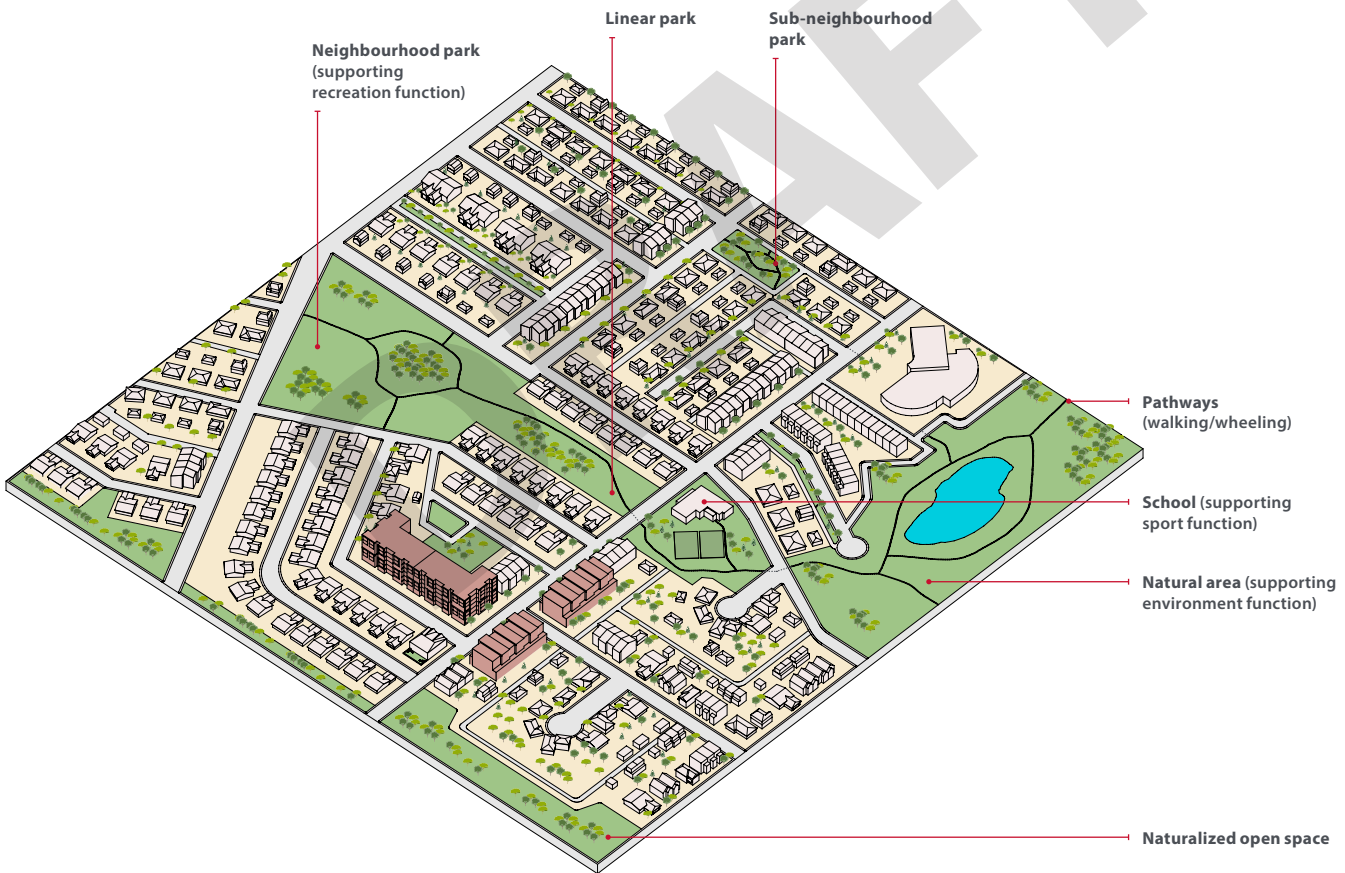 Linear park
Sub-neighbourhood
park
Neighbourhood park
(supporting
recreation function)
Pathways
(walking/wheeling)
School (supporting
sport function)
Natural area (supporting
environment function)
Naturalized open space
DRAFT